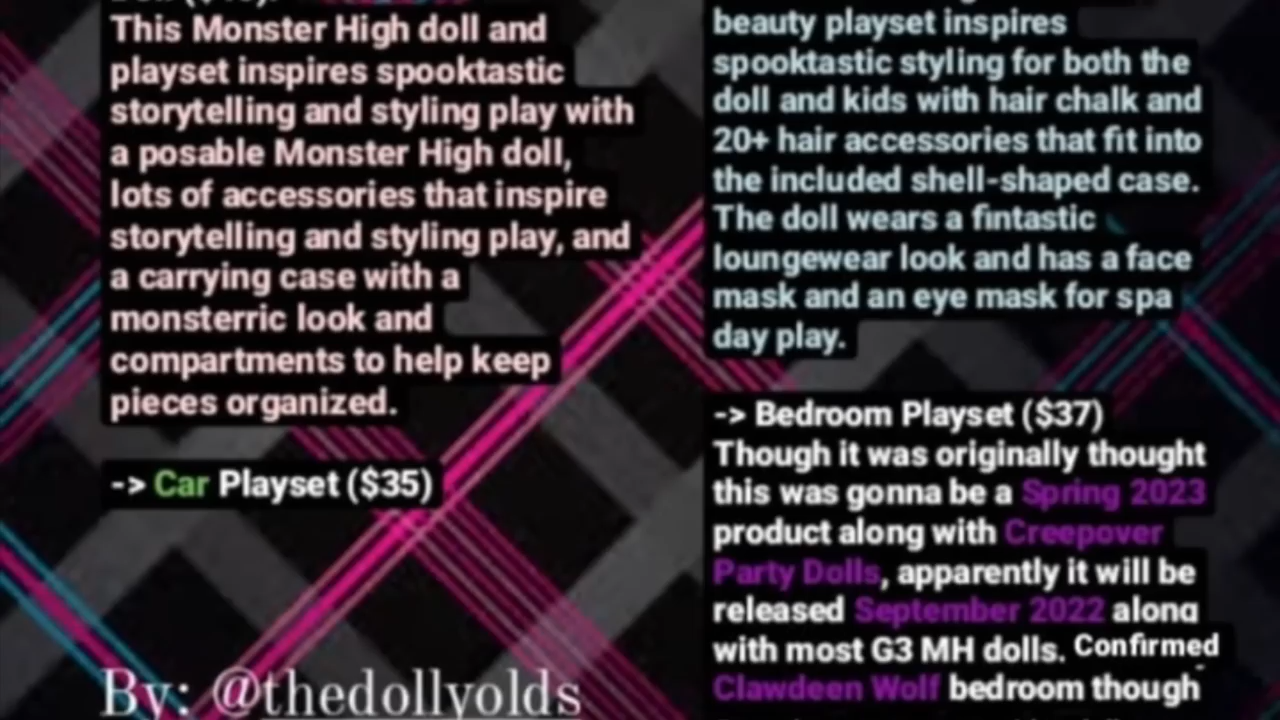 This Monster High doll and
playset inspires spooktastic
storytelling and styling play with
a posable Monster High doll,
lots of accessories that inspire
storytelling and styling play, and
a carrying case with a
monsterric look and
compartments to help keep
pieces organized.
-> Car Playset ($35)
By: @thedollyolds
beauty playset inspires
spooktastic styling for both the
doll and kids with hair chalk and
20+ hair accessories that fit into
the included shell-shaped case.
The doll wears a fintastic
loungewear look and has a face
mask and an eye mask for spa
day play.
-> Bedroom Playset ($37)
Though it was originally thought
this was gonna be a Spring 2023
product along with Creepover
Party Dolls, apparently it will be
released September 2022 along
with most G3 MH dolls. Confirmed
Clawdeen Wolf bedroom though